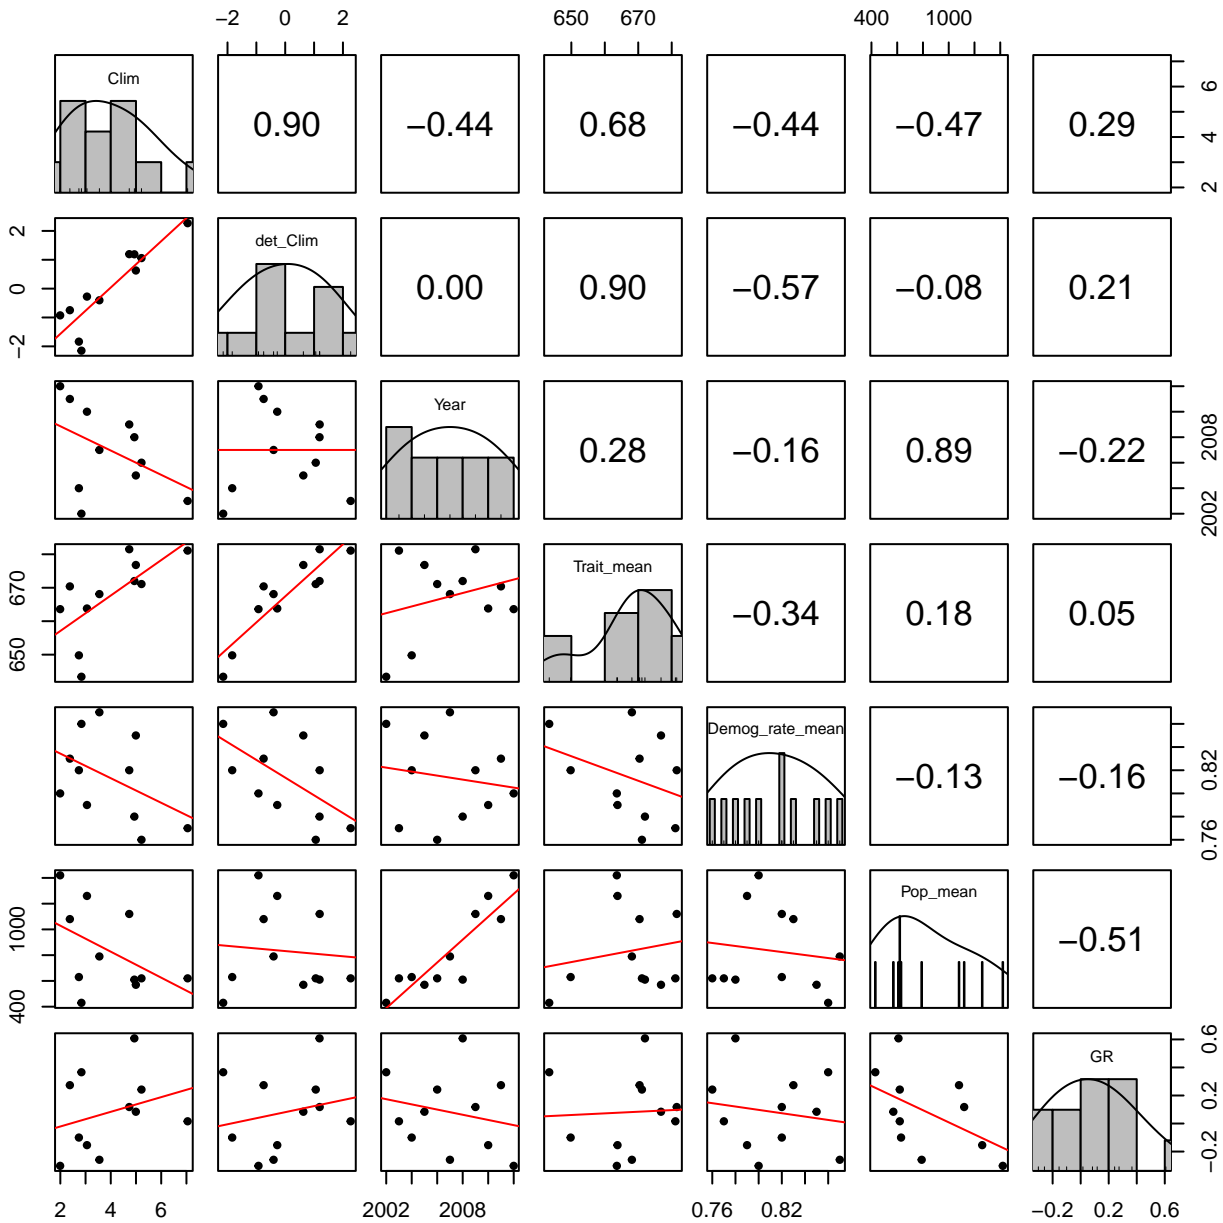 −2 0 2 650 670 400 1000
Clim 0.90 −0.44 0.68 −0.44 −0.47 0.29 2 4 6
−2 0 2 det_Clim 0.00 0.90 −0.57 −0.08 0.21
Year 0.28 −0.16 0.89 −0.22 2002 2008
650 670 Trait_mean −0.34 0.18 0.05
Demog_rate_mean −0.13 −0.16 0.76 0.82
400 1000 Pop_mean −0.51
GR −0.2 0.2 0.6
2 4 6 2002 2008 0.76 0.82 −0.2 0.2 0.6